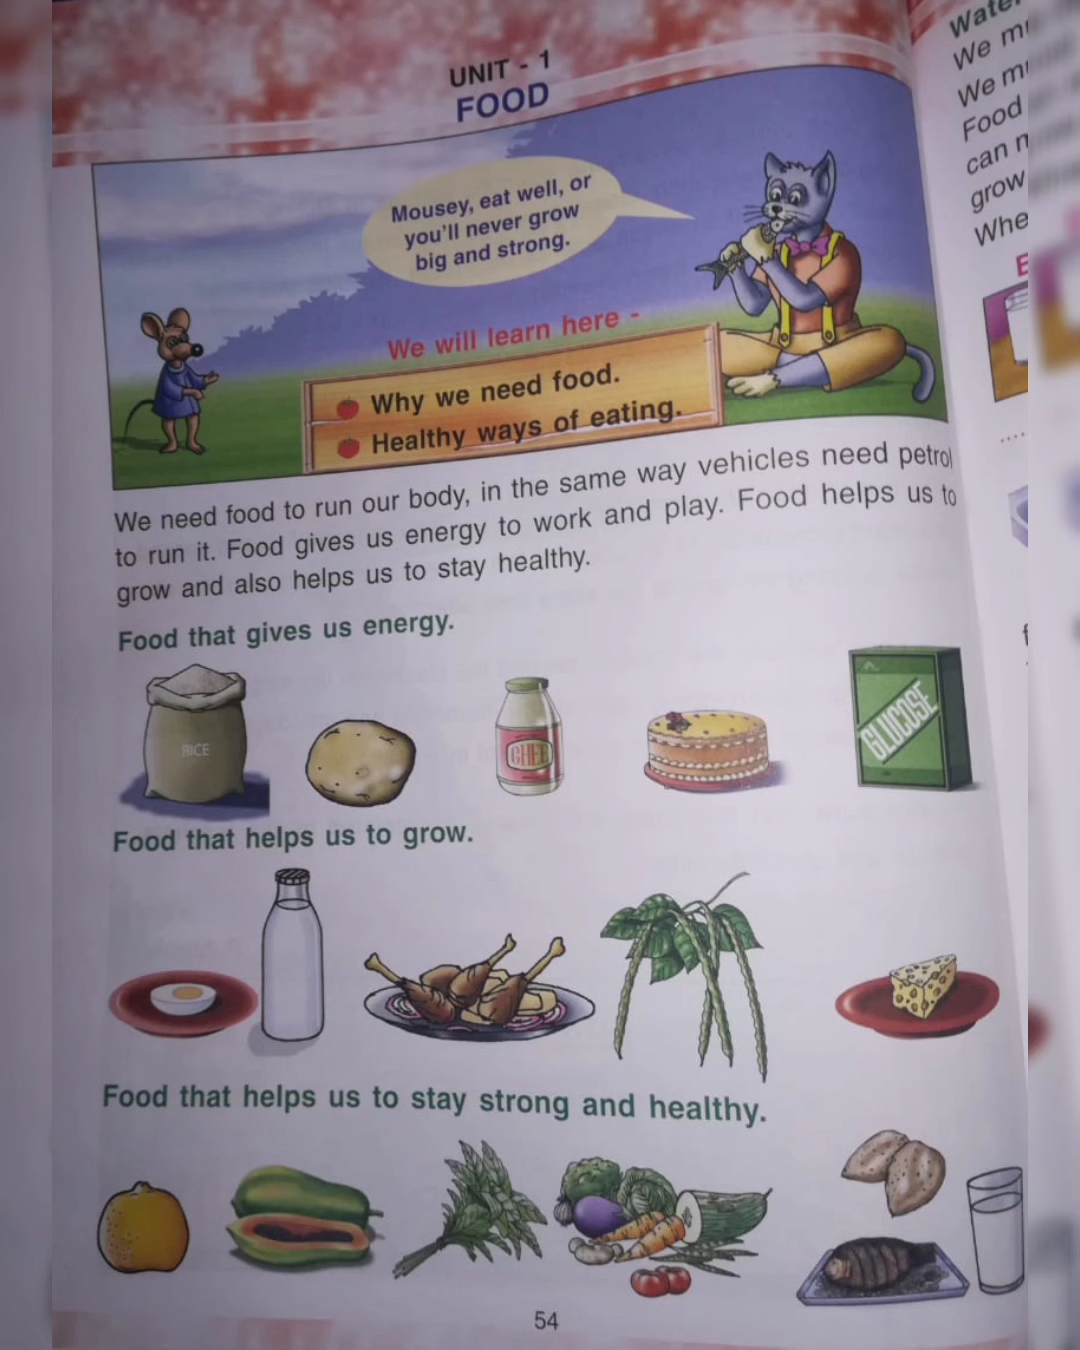 UNIT - 1
FOOD
Mousey, eat well, or
you'll never grow
big and strong.
We will learn here -
Why we need food.
Healthy ways of eating.
We need food to run our body, in the same way vehicles need petrol
to run it. Food gives us energy to work and play. Food helps us to
grow and also helps us to stay healthy.
Food that gives us energy.
RICE
GHEE
GLUCOSE
Food that helps us to grow.
Food that helps us to stay strong and healthy.
54
We
We
Food
can
grow